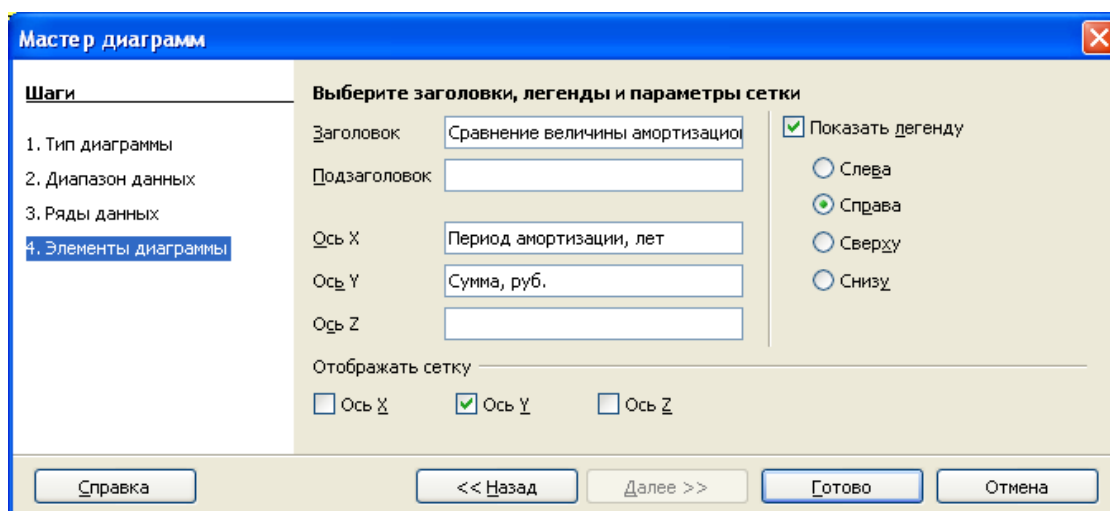 Мастер диаграмм
Шаги
1. Тип диаграммы
2. Диапазон данных
3. Ряды данных
4. Элементы диаграммы
Выберите заголовки, легенды и параметры сетки
Заголовок Сравнение величины амортизацион
Подзаголовок
Ось X Период амортизации, лет
Ось Y Сумма, руб.
Ось Z
Показать легенду
Слева
Справа
Сверху
Снизу
Отображать сетку
Ось X Ось Y Ось Z
Справка << Назад Далее >> Готово Отмена